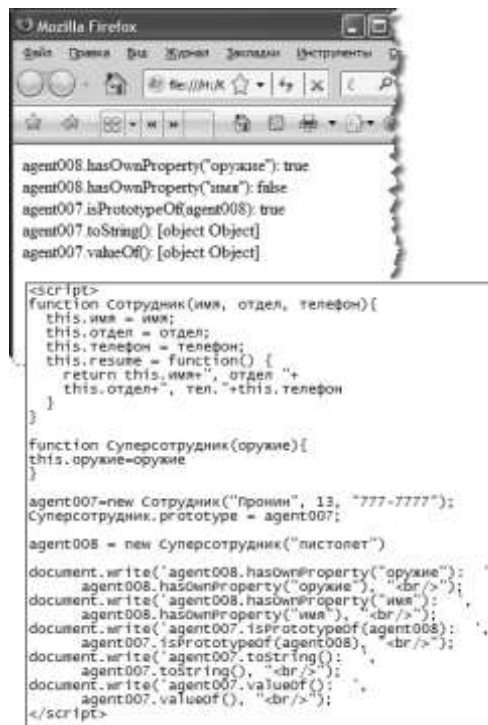 Mozilla Firefox
Файл Правка Вид Журнал Закладки Инструменты
agent008.hasOwnProperty("оружие"): true
agent008.hasOwnProperty("имя"): false
agent007.isPrototypeOf(agent008): true
agent007.toString(): [object Object]
agent007.valueOf(): [object Object]
<script>
function Сотрудник(имя, отдел, телефон){
this.имя = имя;
this.отдел = отдел;
this.телефон = телефон;
this.resume = function() {
return this.имя+", отдел "+
this.отдел+", тел."+this.телефон
}
}
function Суперсотрудник(оружие){
this.оружие=оружие
}
agent007=new Сотрудник("Пронин", 13, "777-7777");
Суперсотрудник.prototype = agent007;
agent008 = new Суперсотрудник("пистолет")
document.write('agent008.hasOwnProperty("оружие"): '
agent008.hasOwnProperty("оружие"), "<br/>");
document.write('agent008.hasOwnProperty("имя"): ',
agent008.hasOwnProperty("имя"), "<br/>");
document.write('agent007.isPrototypeOf(agent008): ',
agent007.isPrototypeOf(agent008), "<br/>");
document.write('agent007.toString(): ',
agent007.toString(), "<br/>");
document.write('agent007.valueOf(): ',
agent007.valueOf(), "<br/>");
</script>